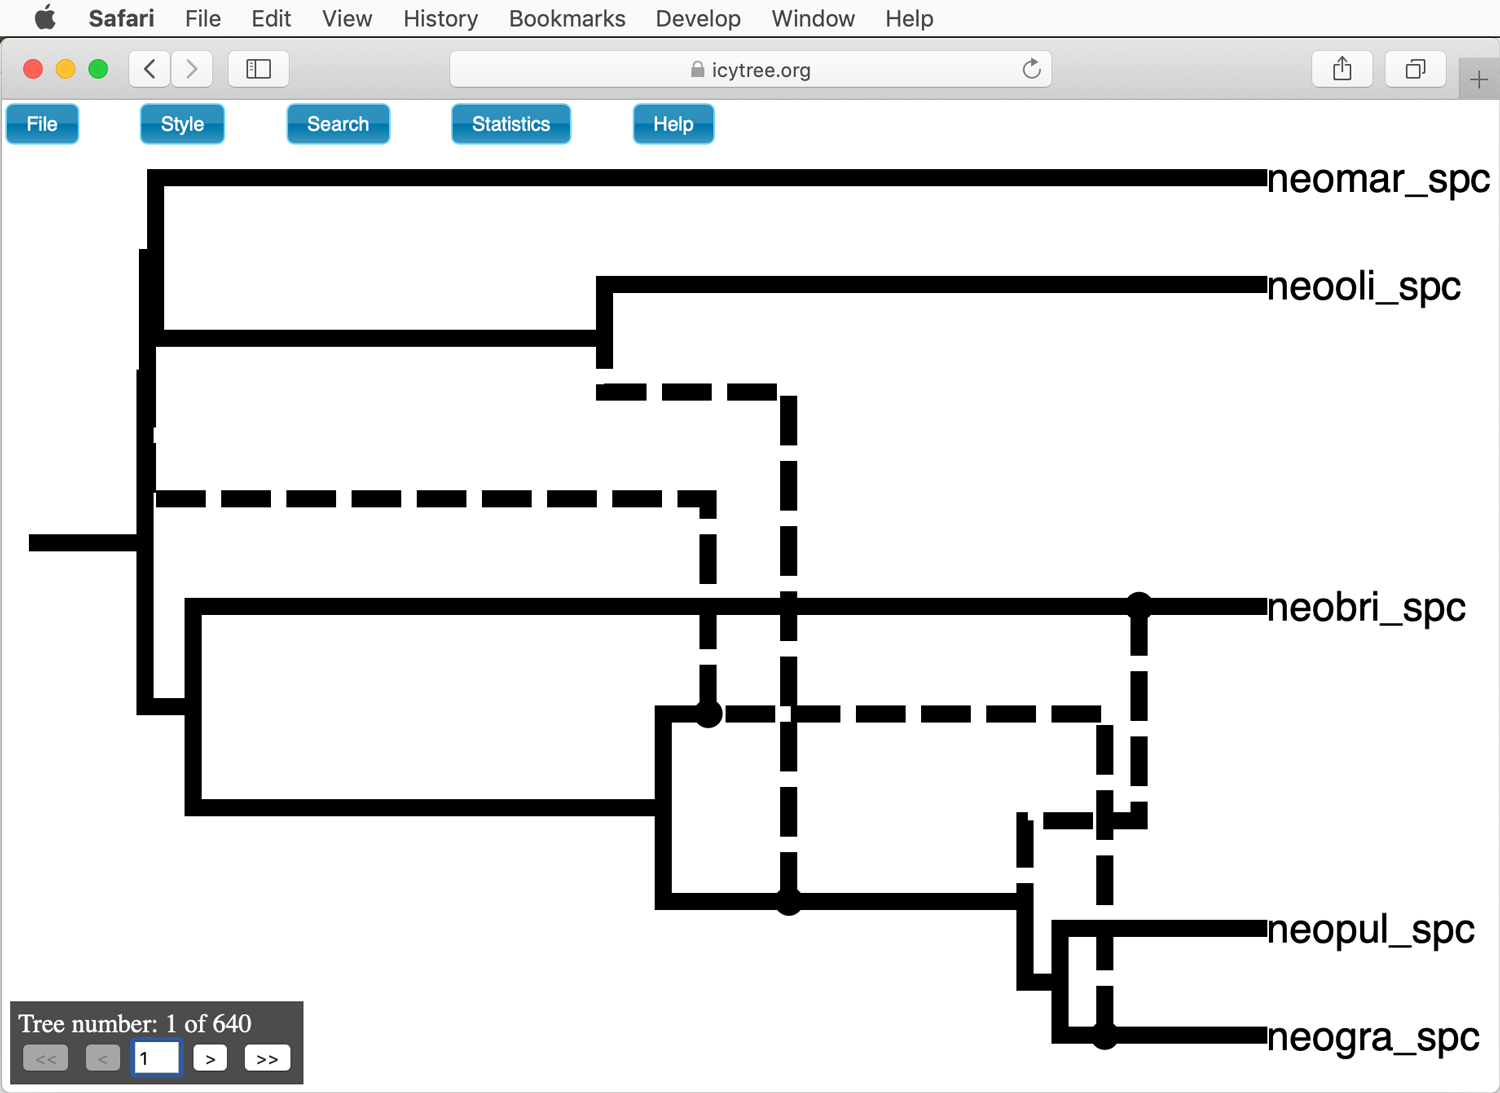 Safari File Edit View History Bookmarks Develop Window Help
icytree.org
File Style Search Statistics Help
neomar_spc
neooli_spc
neobri_spc
neopul_spc
neogra_spc
Tree number: 1 of 640
<< < 1 > >>